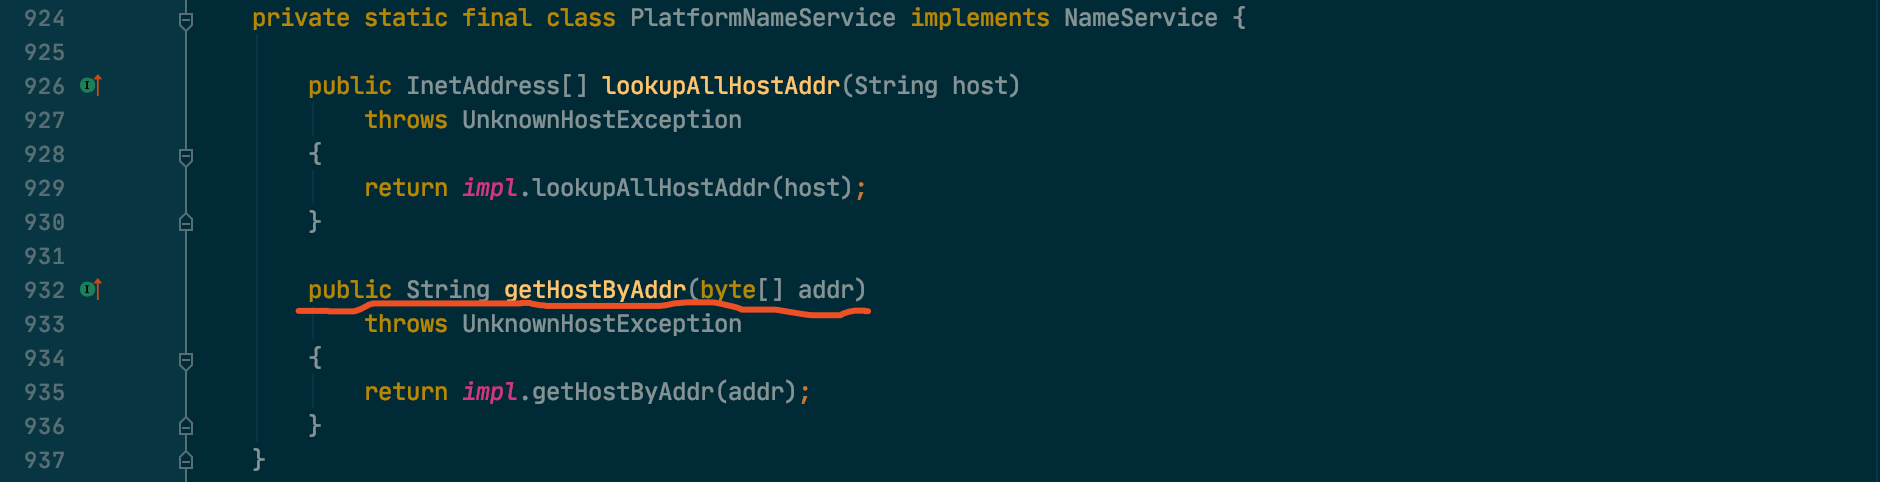 924 private static final class PlatformNameService implements NameService {
925
926 public InetAddress[] lookupAllHostAddr(String host)
927 throws UnknownHostException
928 {
929 return impl.lookupAllHostAddr(host);
930 }
931
932 public String getHostByAddr(byte[] addr)
933 throws UnknownHostException
934 {
935 return impl.getHostByAddr(addr);
936 }
937 }